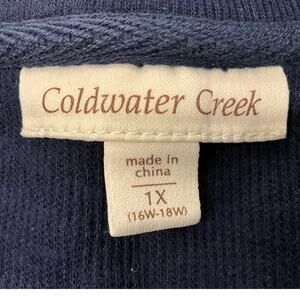 Coldwater Creek
made in
china
1X
(16W-18W)